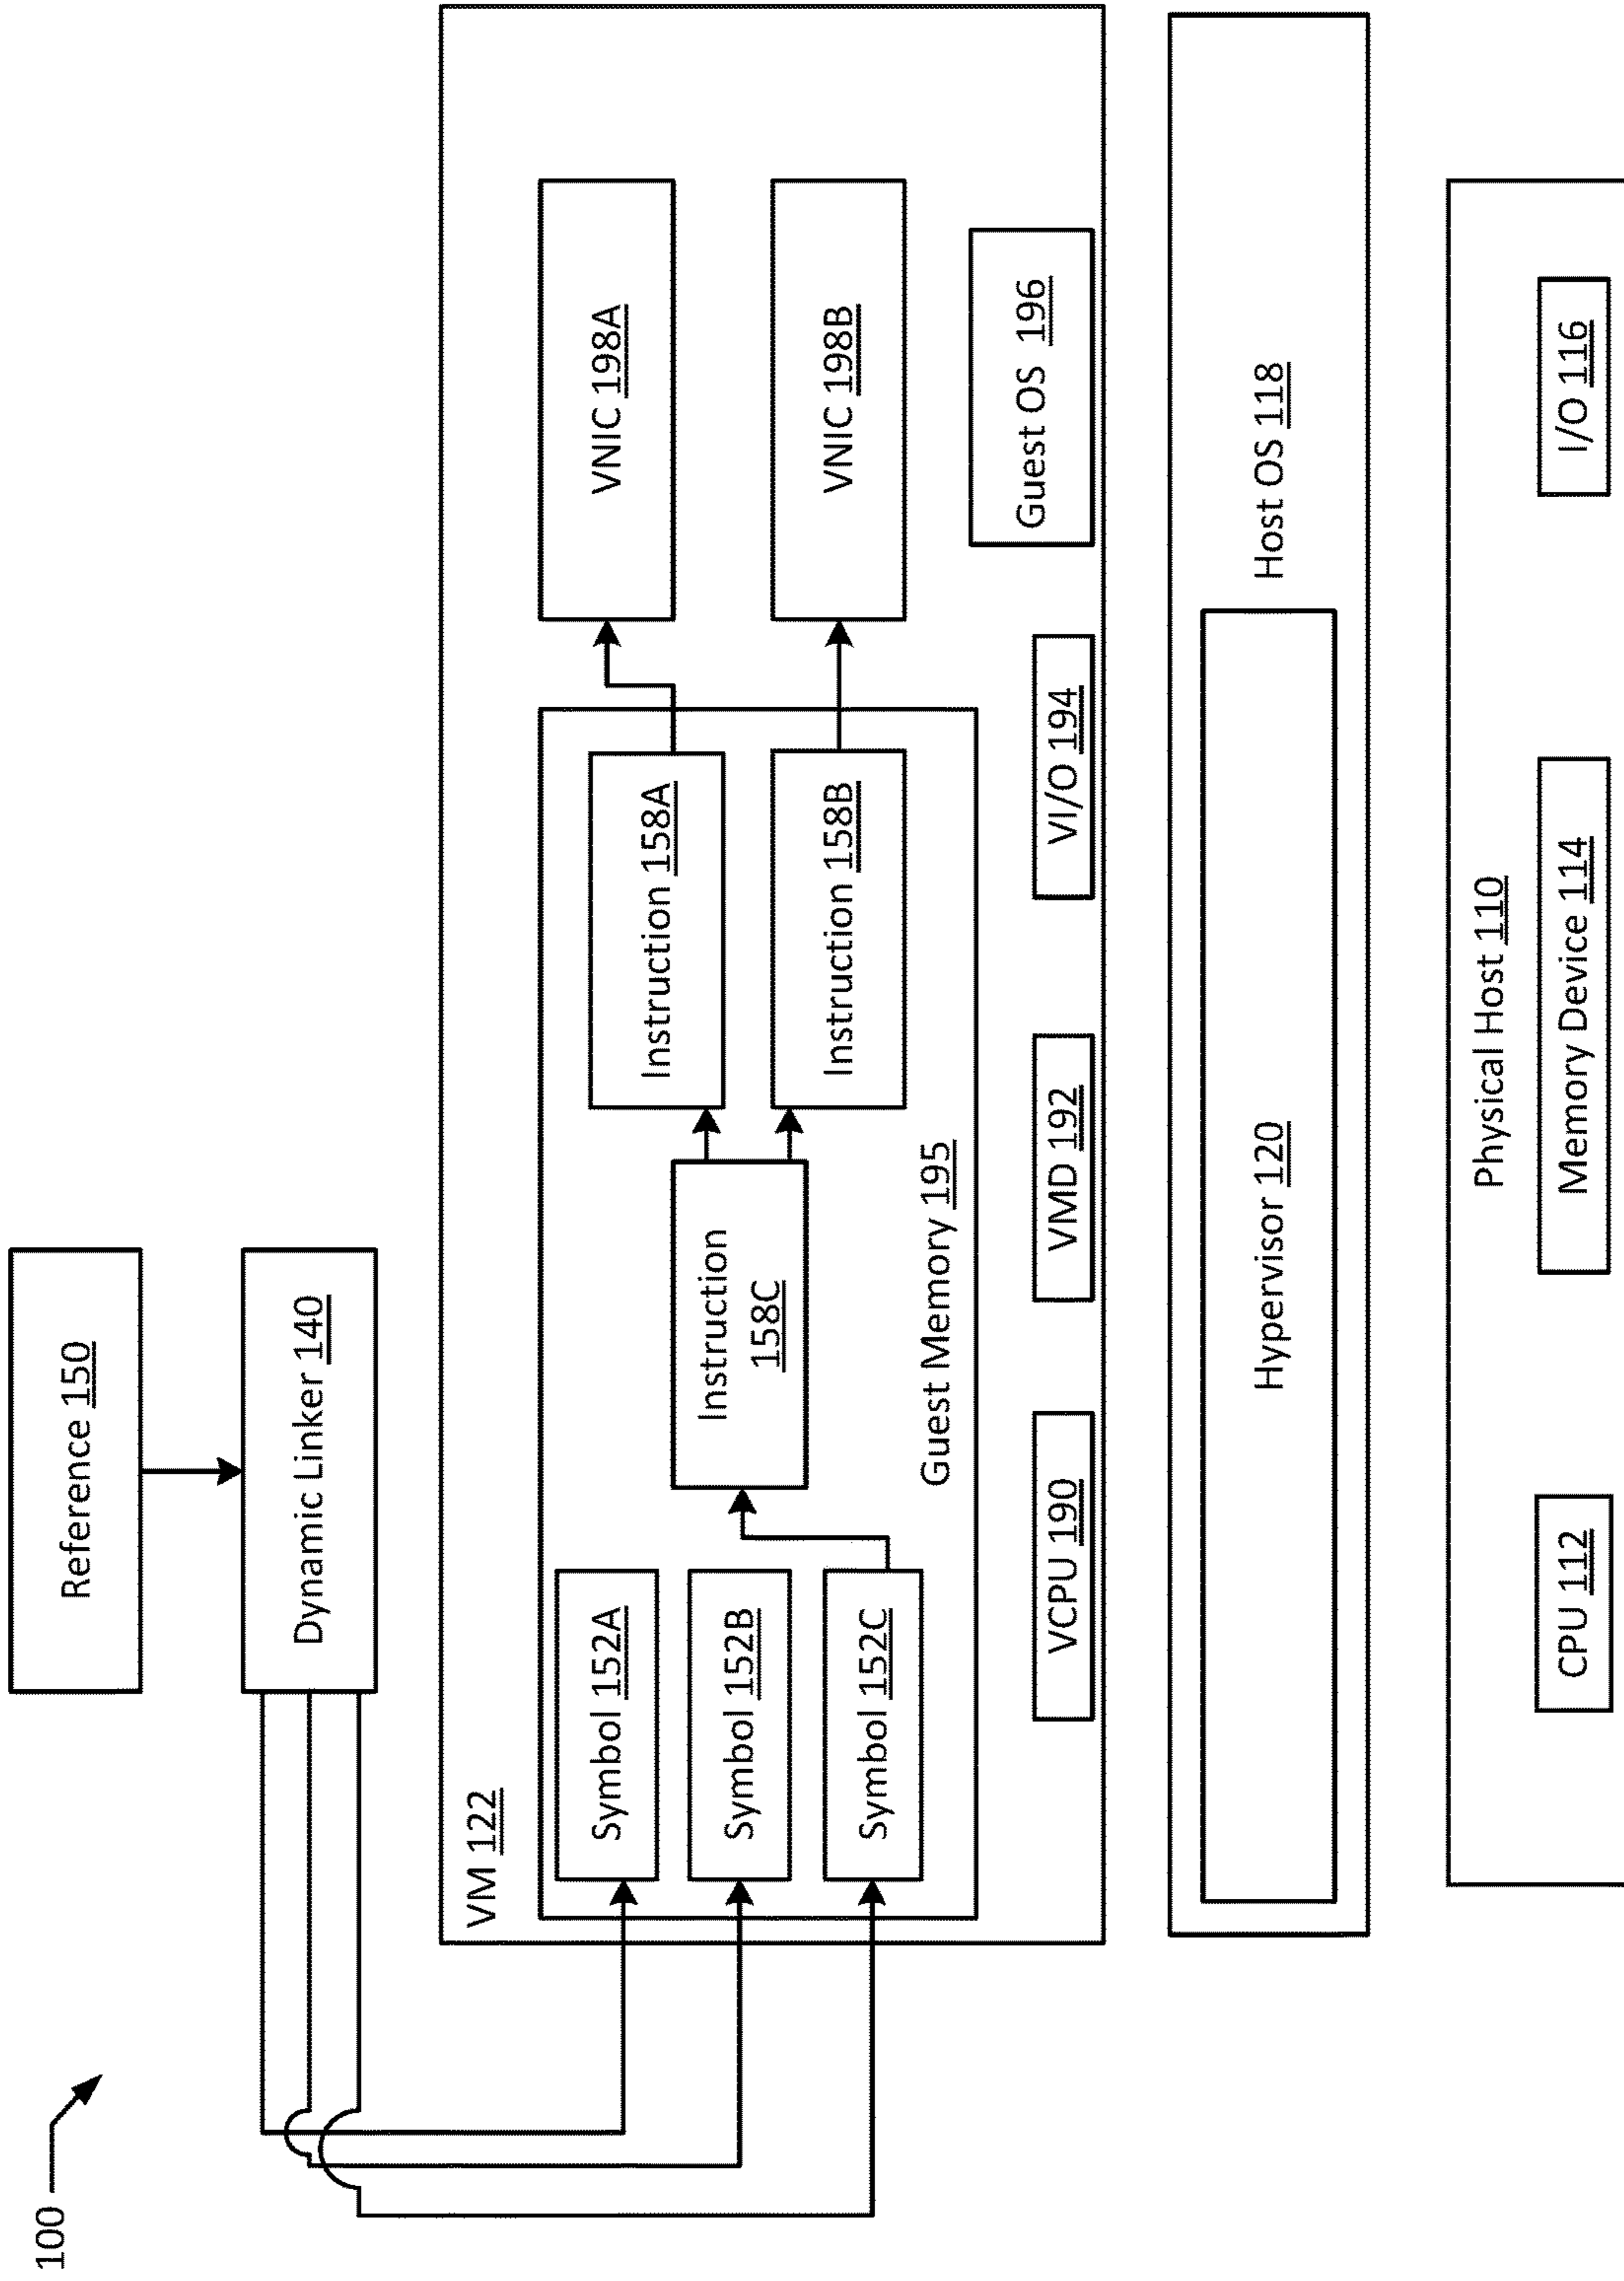 100
Reference 150
Dynamic Linker 140
VM 122
Symbol 152A
Symbol 152B
Symbol 152C
Instruction
158C
Instruction 158A
Instruction 158B
Guest Memory 195
VNIC 198A
VNIC 198B
VCPU 190
VMD 192
VI/O 194
Guest OS 196
Hypervisor 120
Host OS 118
Physical Host 110
CPU 112
Memory Device 114
I/O 116